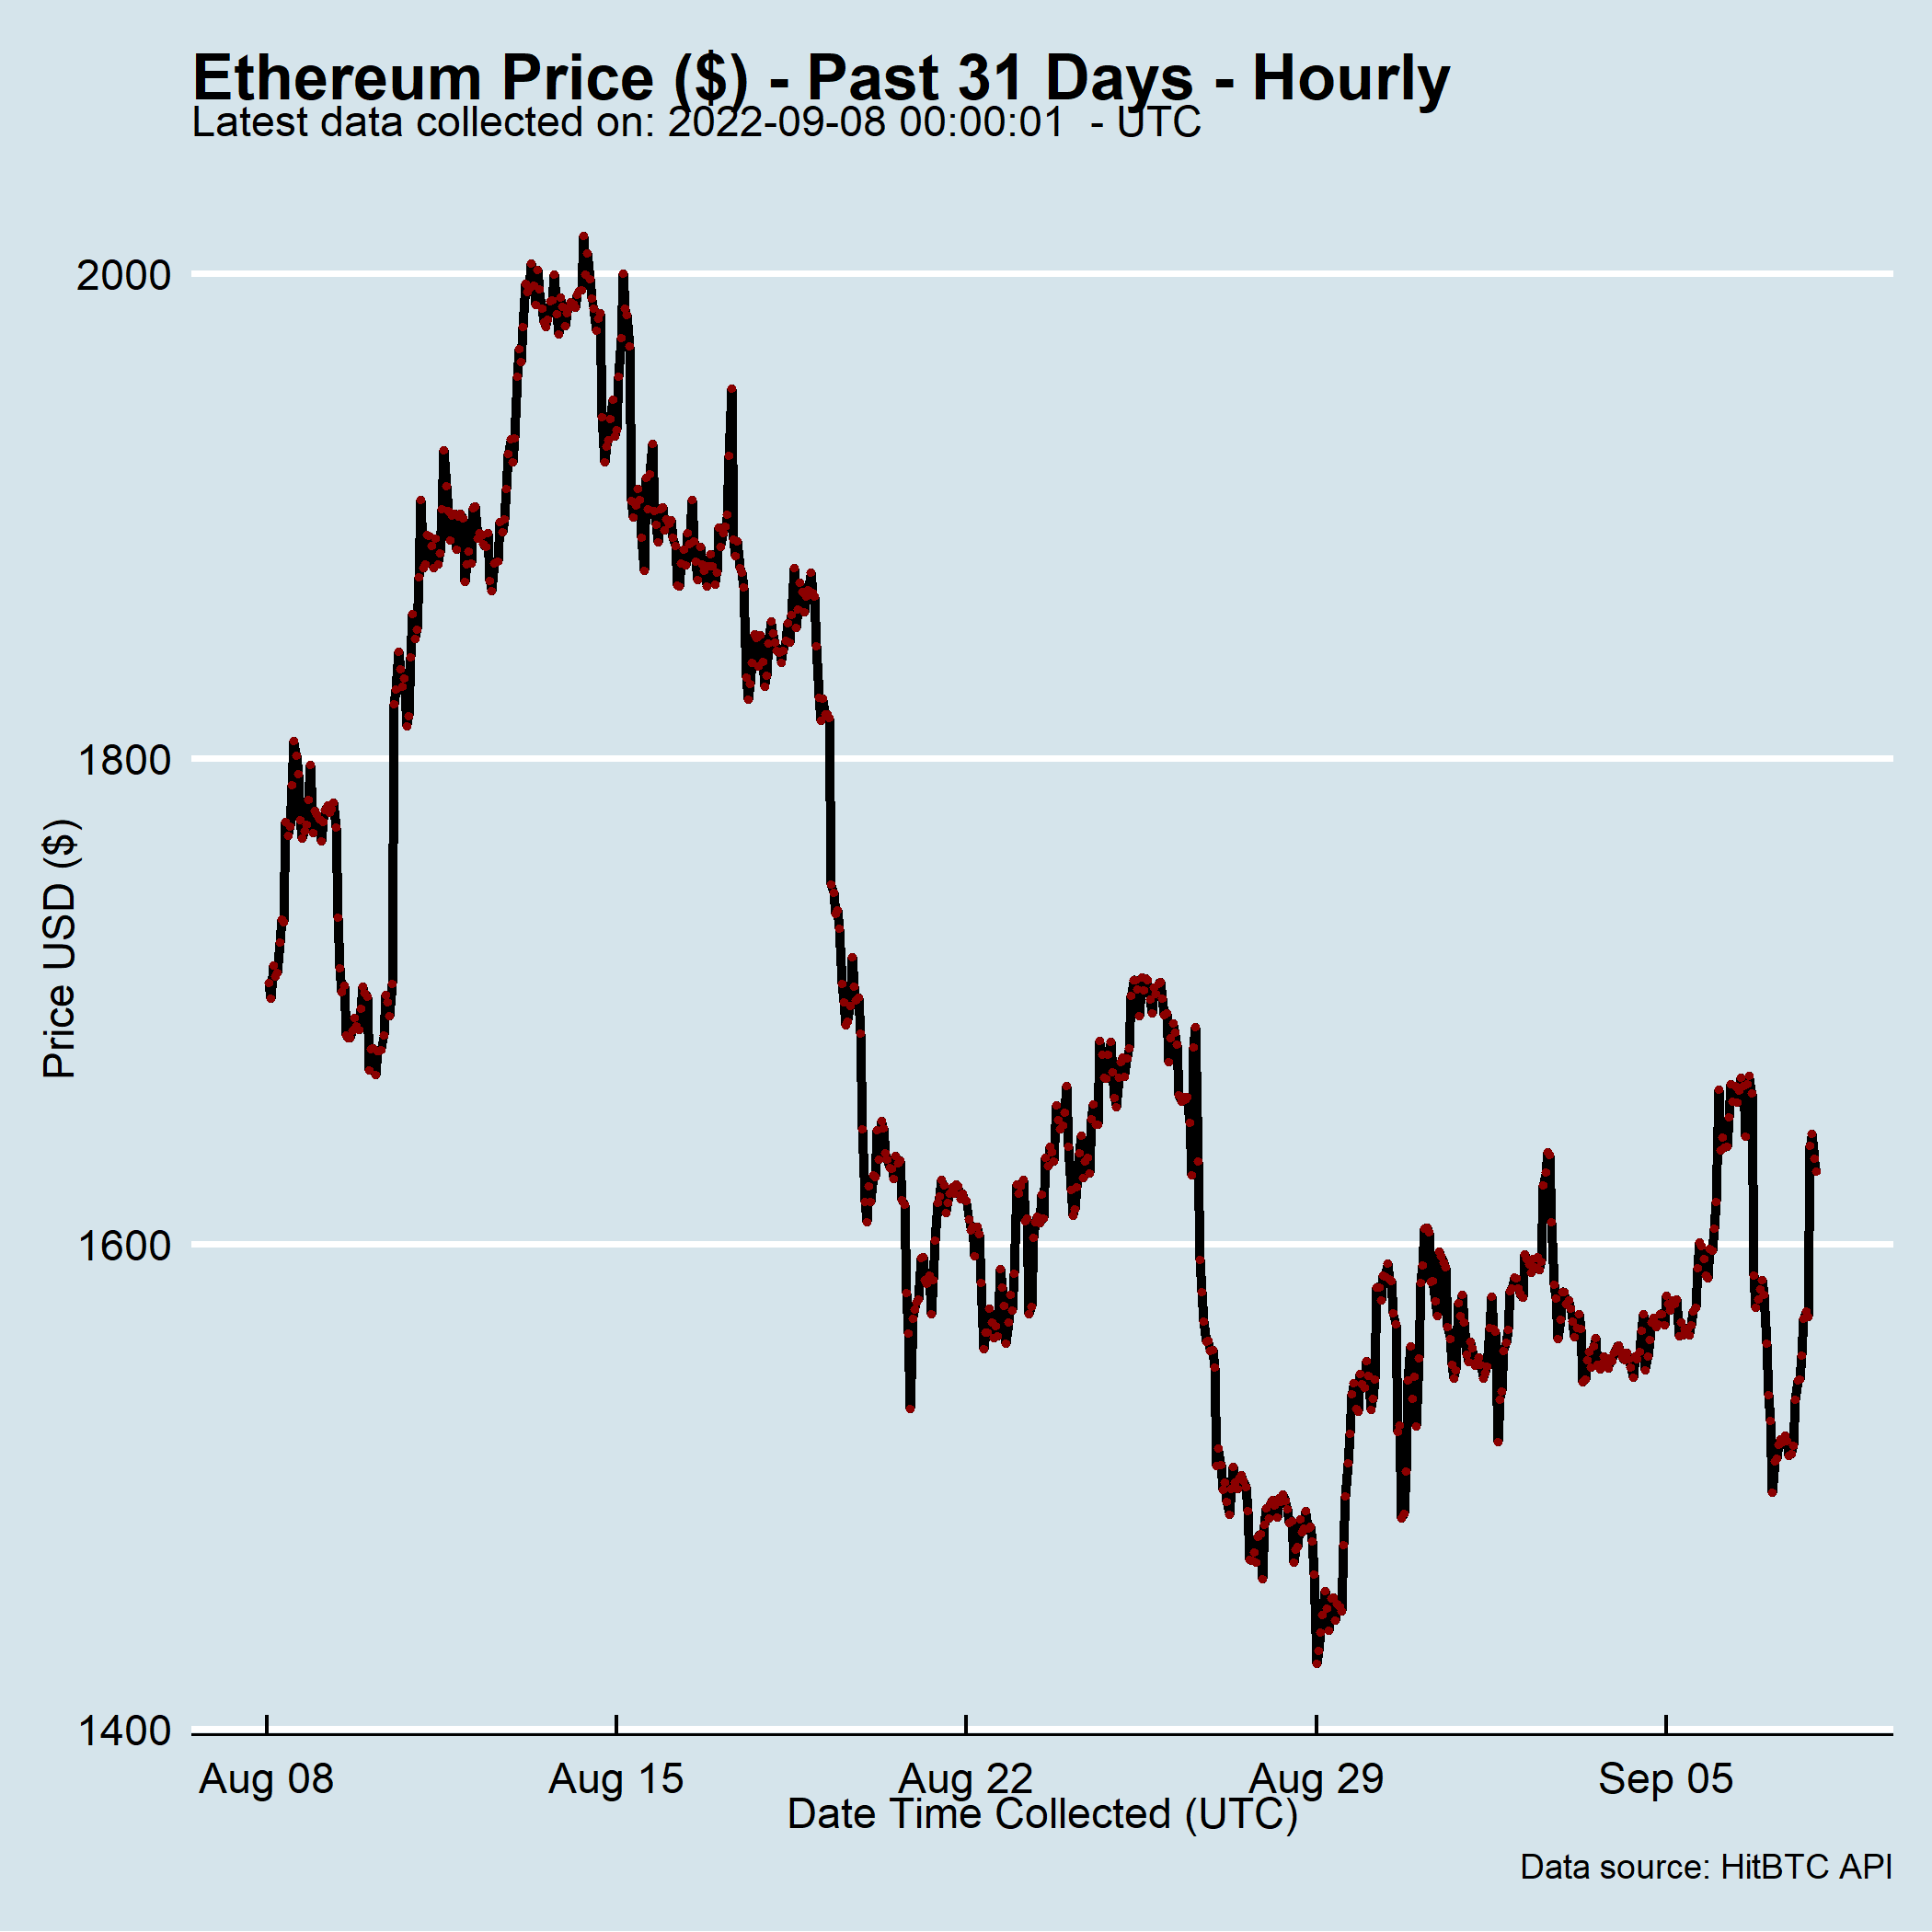 Ethereum Price ($) - Past 31 Days - Hourly
Latest data collected on: 2022-09-08 00:00:01  - UTC
2000
1800
1600
1400
Price USD ($)
Aug 08 Aug 15 Aug 22 Aug 29 Sep 05
Date Time Collected (UTC)
Data source: HitBTC API